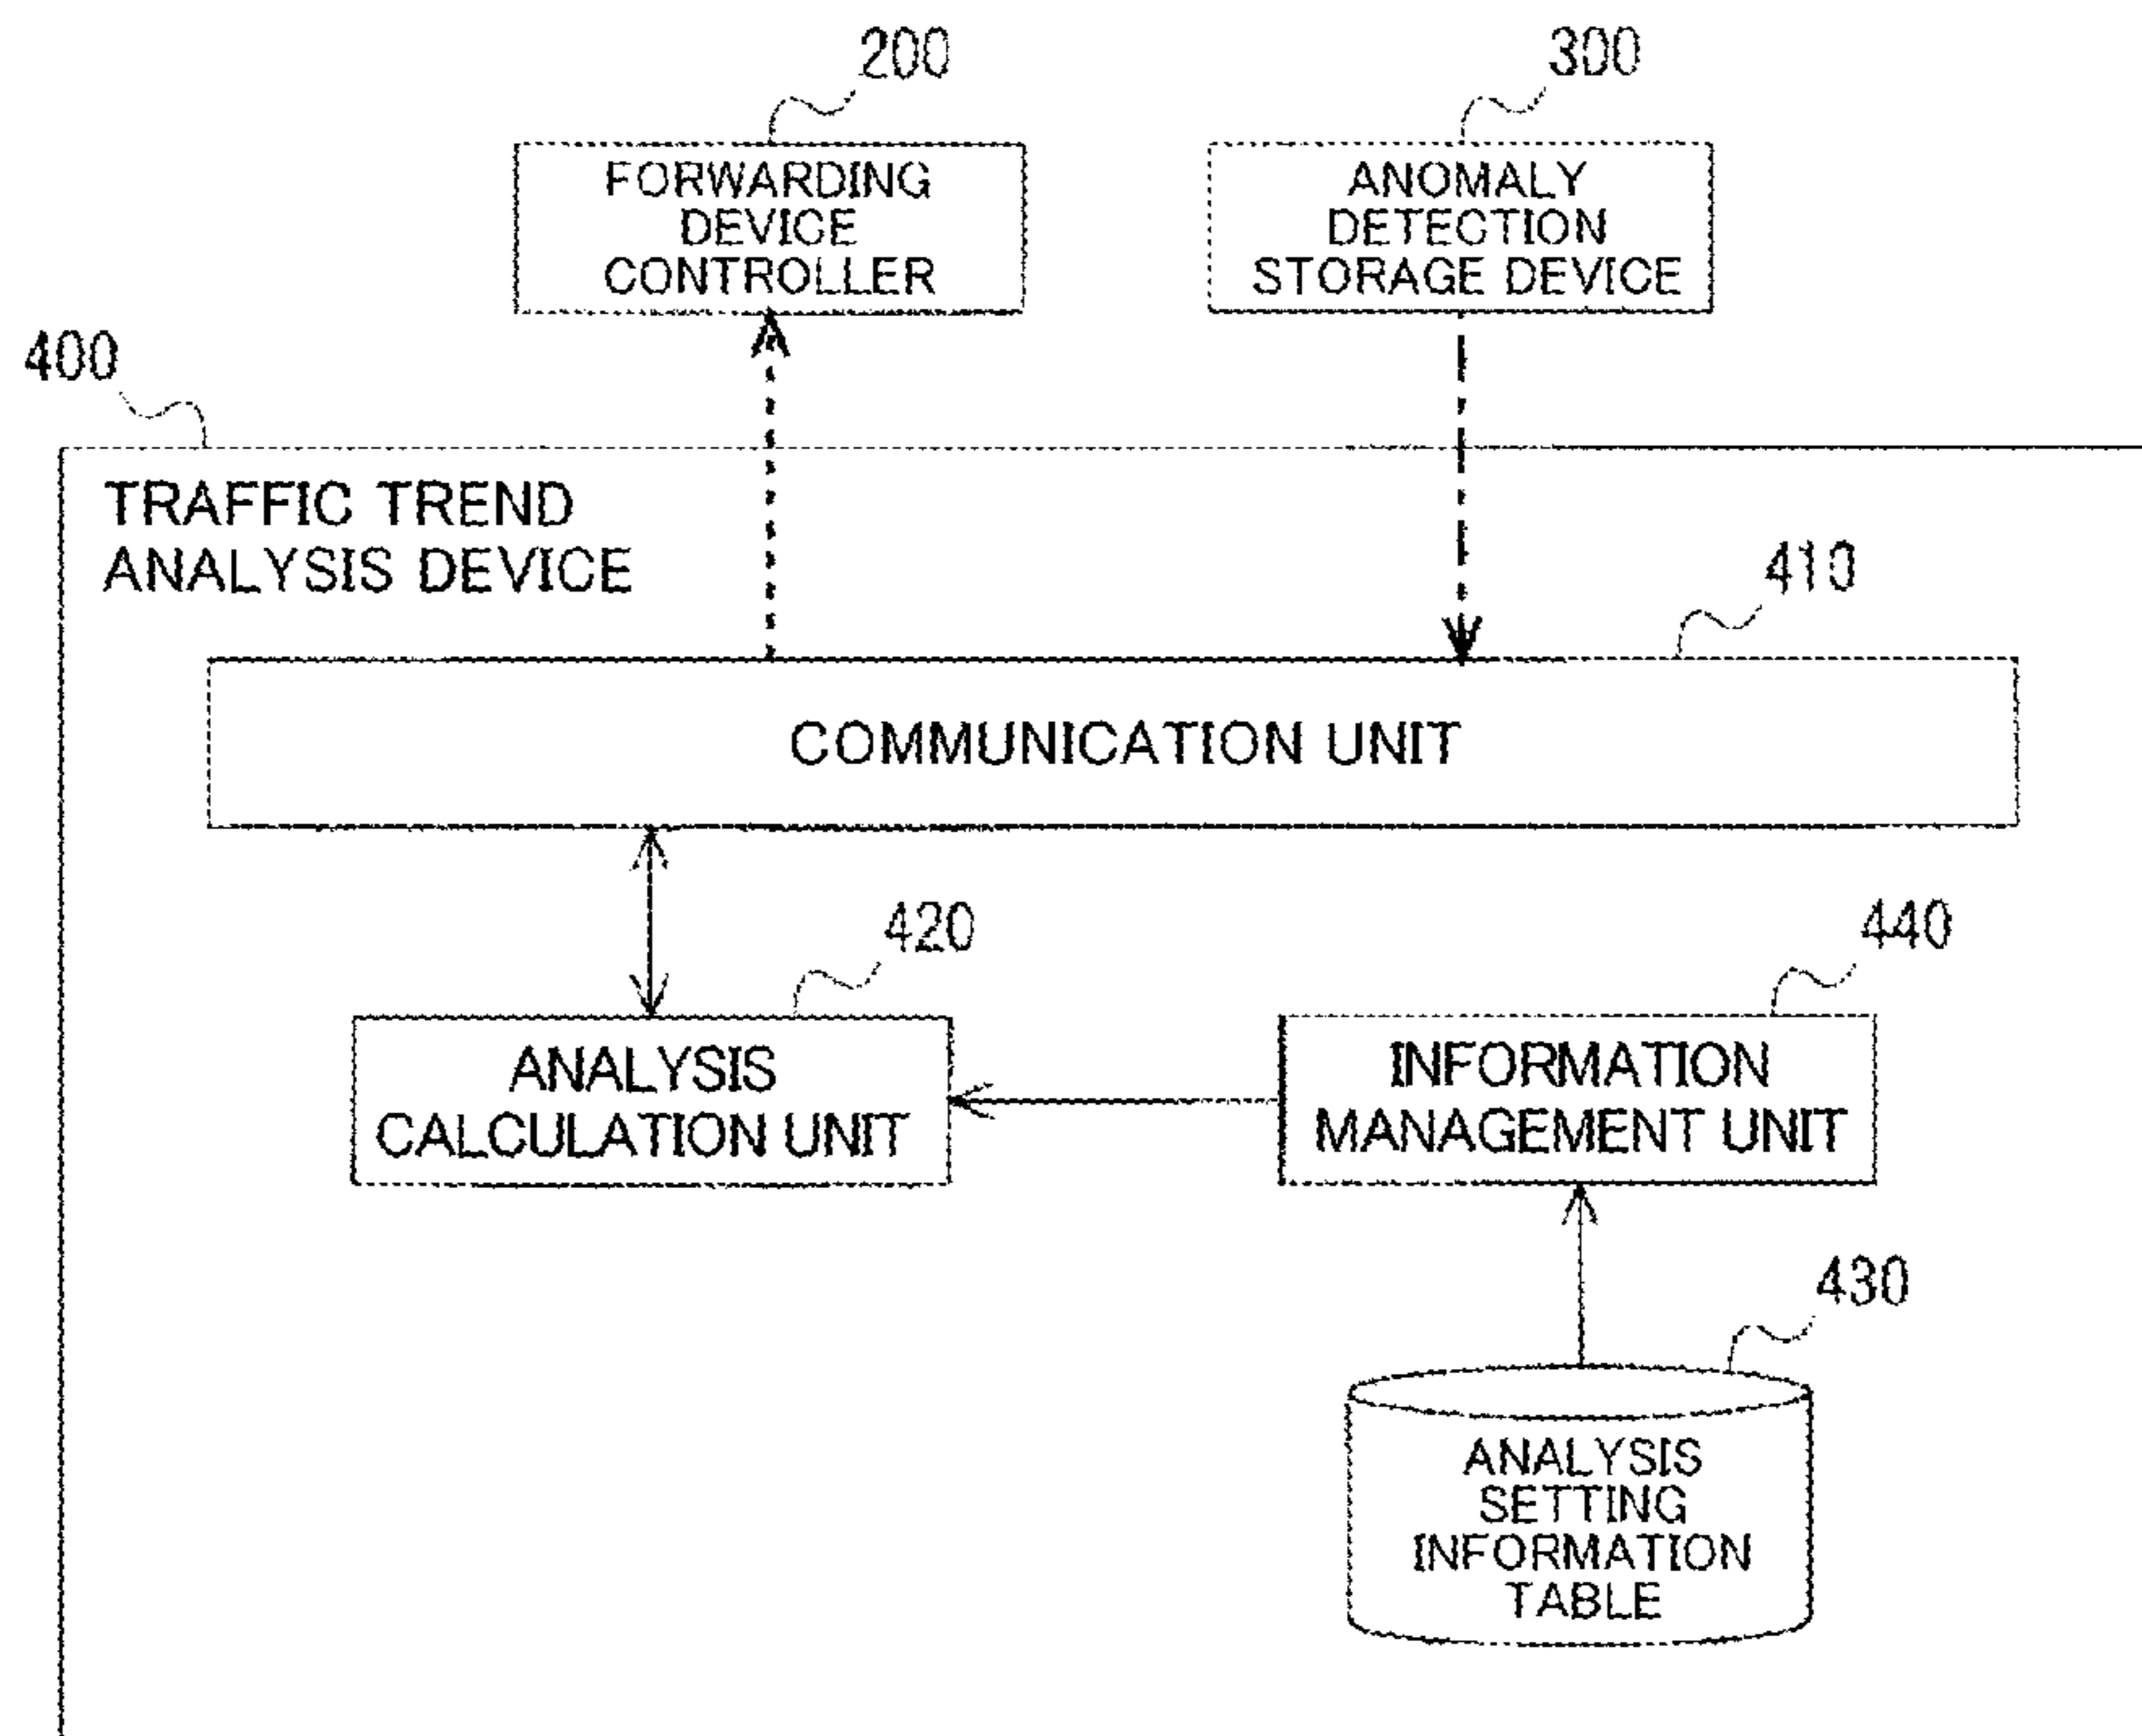 200
300
FORWARDING
DEVICE
CONTROLLER
ANOMALY
DETECTION
STORAGE DEVICE
400
TRAFFIC TREND
ANALYSIS DEVICE
410
COMMUNICATION UNIT
420
440
ANALYSIS
CALCULATION UNIT
INFORMATION
MANAGEMENT UNIT
430
ANALYSIS
SETTING
INFORMATION
TABLE